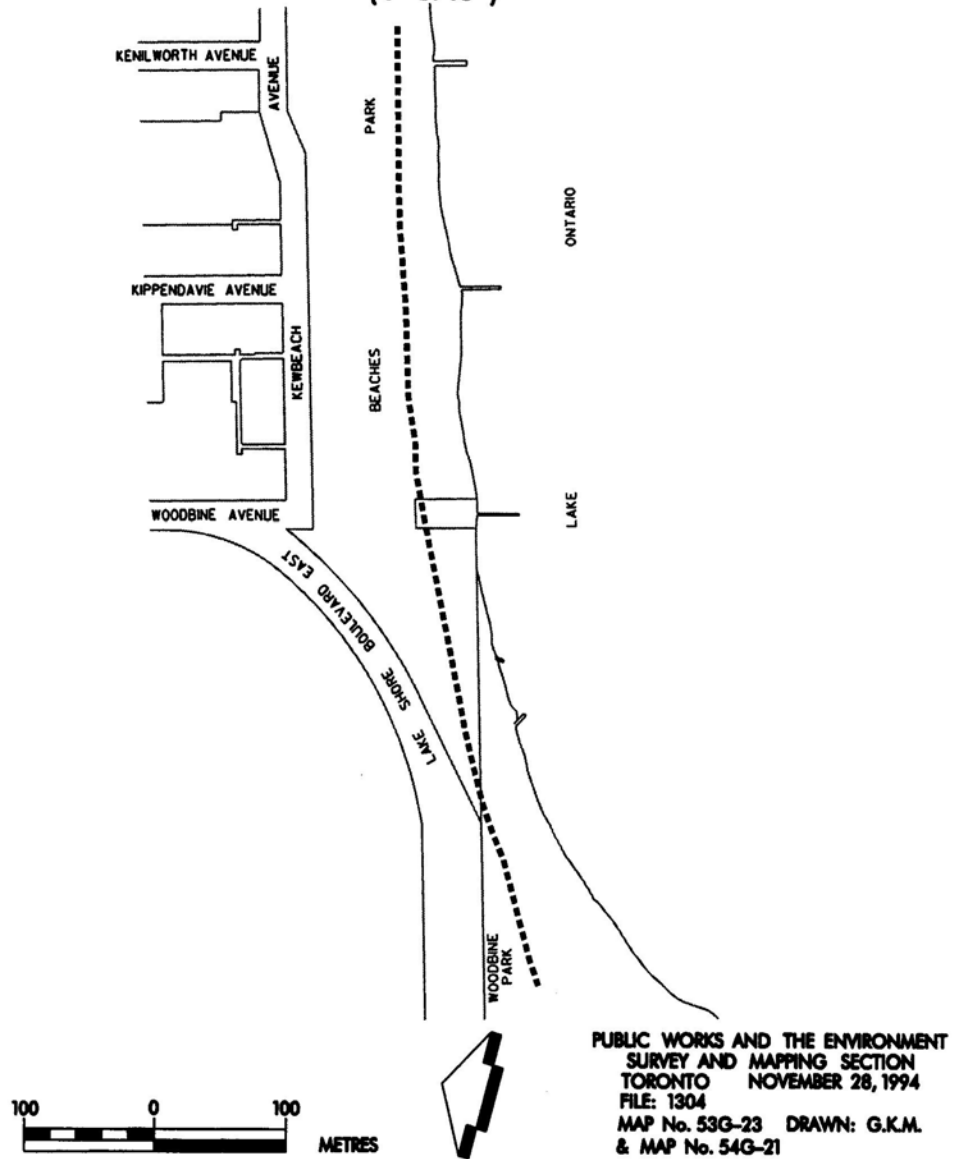 KENILWORTH AVENUE
AVENUE
PARK
ONTARIO
KIPPENDAVIE AVENUE
KEWBEACH
BEACHES
WOODBINE AVENUE
LAKE
LAKE SHORE BOULEVARD EAST
WOODBINE
PARK
100 0 100
METRES
PUBLIC WORKS AND THE ENVIRONMENT
SURVEY AND MAPPING SECTION
TORONTO NOVEMBER 28, 1994
FILE: 1304
MAP No. 53G-23 DRAWN: G.K.M.
& MAP No. 54G-21